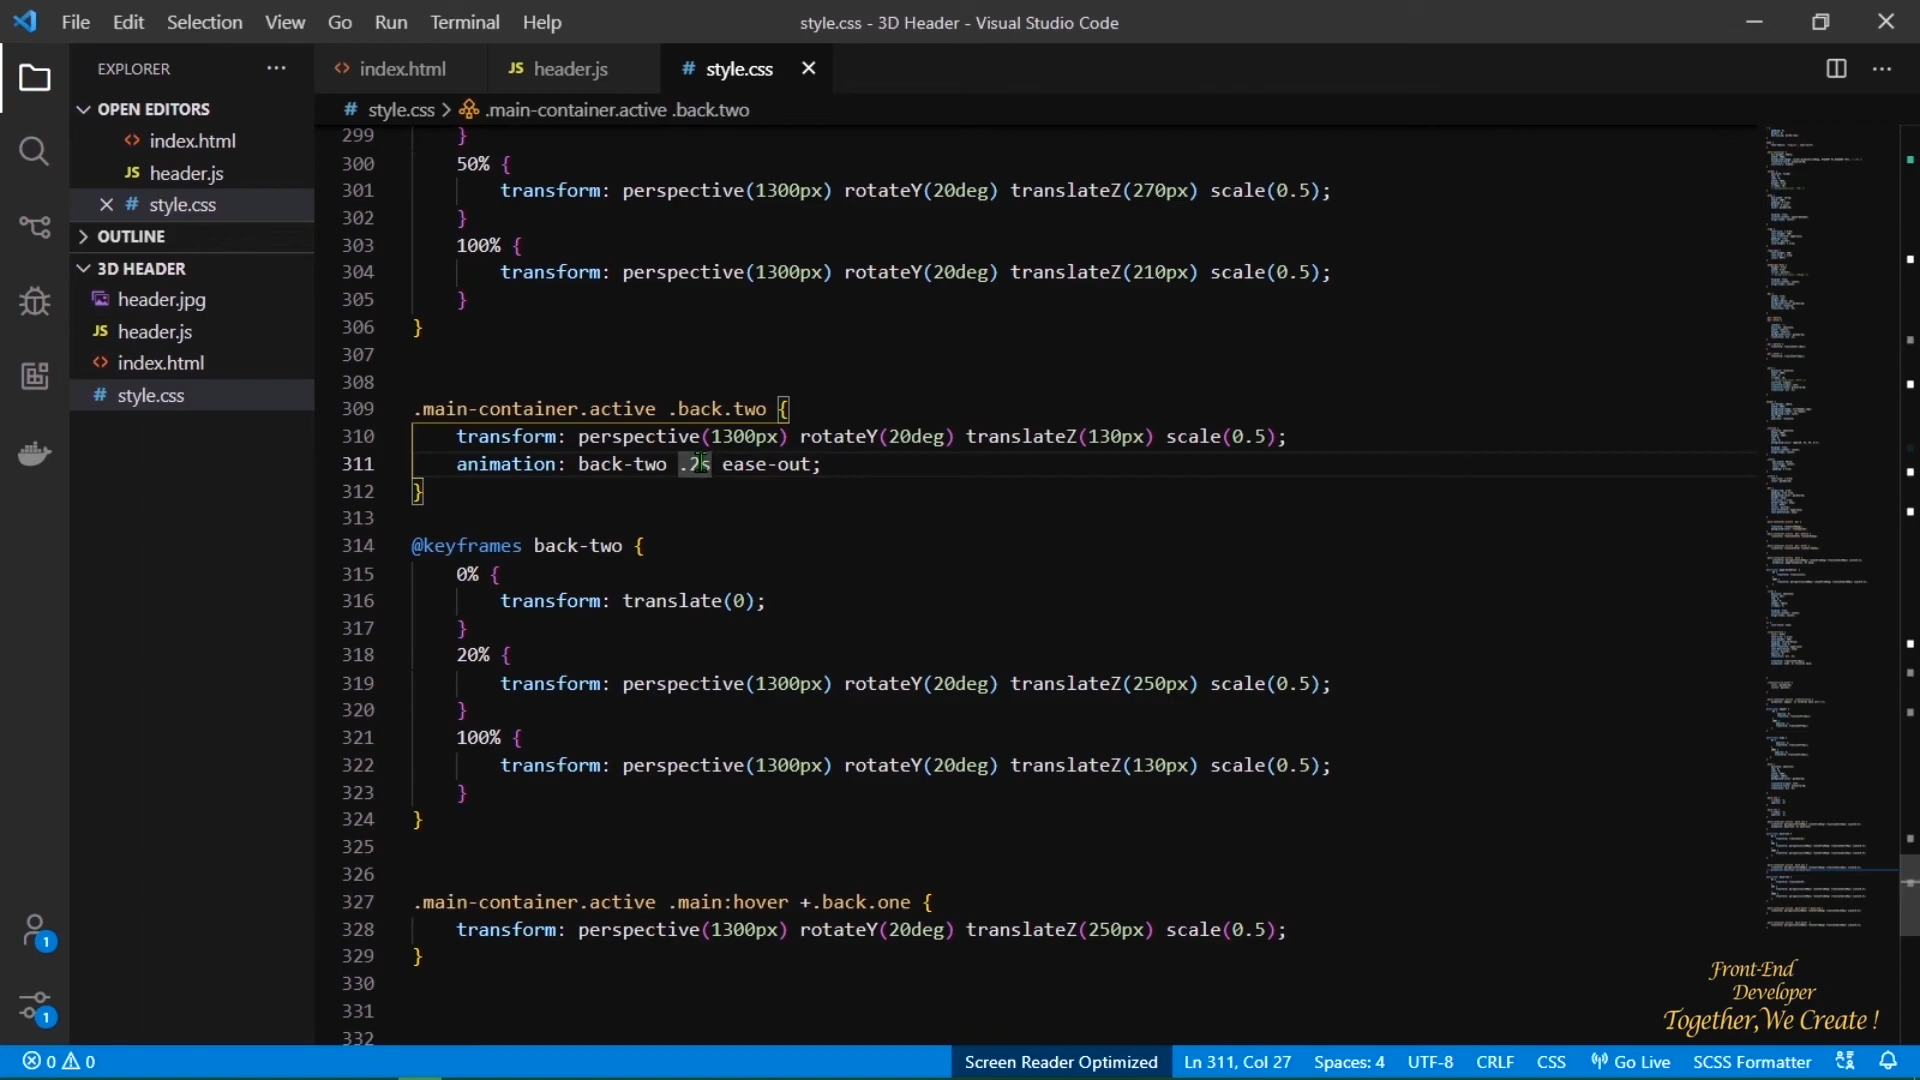 File Edit Selection View Go Run Terminal Help
style.css - 3D Header - Visual Studio Code
EXPLORER
OPEN EDITORS
index.html
JS header.js
# style.css
OUTLINE
3D HEADER
header.jpg
JS header.js
index.html
# style.css
1
1
index.html JS header.js # style.css
# style.css > .main-container.active .back.two
299 }
300 50% {
301 transform: perspective(1300px) rotateY(20deg) translateZ(270px) scale(0.5);
302 }
303 100% {
304 transform: perspective(1300px) rotateY(20deg) translateZ(210px) scale(0.5);
305 }
306 }
307
308
309 .main-container.active .back.two {
310 transform: perspective(1300px) rotateY(20deg) translateZ(130px) scale(0.5);
311 animation: back-two .2s ease-out;
312 }
313
314 @keyframes back-two {
315 0% {
316 transform: translate(0);
317 }
318 20% {
319 transform: perspective(1300px) rotateY(20deg) translateZ(250px) scale(0.5);
320 }
321 100% {
322 transform: perspective(1300px) rotateY(20deg) translateZ(130px) scale(0.5);
323 }
324 }
325
326
327 .main-container.active .main:hover +.back.one {
328 transform: perspective(1300px) rotateY(20deg) translateZ(250px) scale(0.5);
329 }
330
331
332
Front-End
Developer
Together,We Create !
0 0 Screen Reader Optimized Ln 311, Col 27 Spaces: 4 UTF-8 CRLF CSS Go Live SCSS Formatter